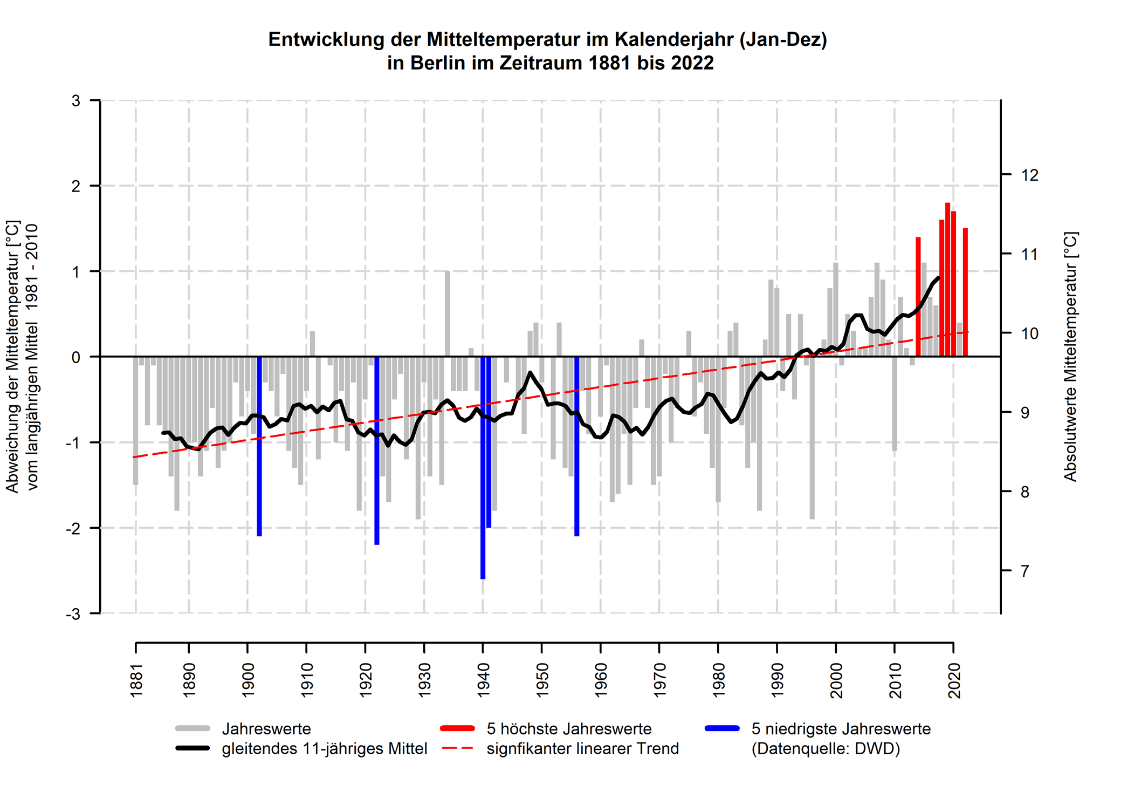 Entwicklung der Mitteltemperatur im Kalenderjahr (Jan-Dez)
in Berlin im Zeitraum 1881 bis 2022
Abweichung der Mitteltemperatur [°C]
vom langjährigen Mittel 1981 - 2010
3
2
1
0
-1
-2
-3
12
11
10
9
8
7
Absolutwerte Mitteltemperatur [°C]
1881
1890
1900
1910
1920
1930
1940
1950
1960
1970
1980
1990
2000
2010
2020
Jahreswerte
5 höchste Jahreswerte
5 niedrigste Jahreswerte
gleitendes 11-jähriges Mittel
signfikanter linearer Trend
(Datenquelle: DWD)